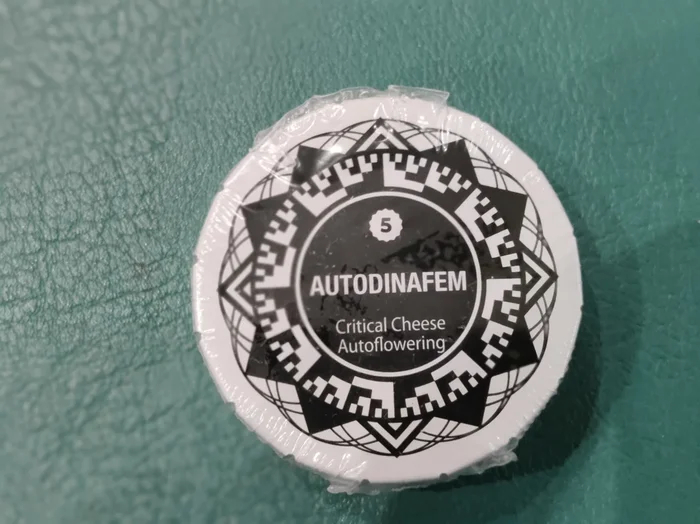 5
AUTODINAFEM
Critical Cheese
Autoflowering